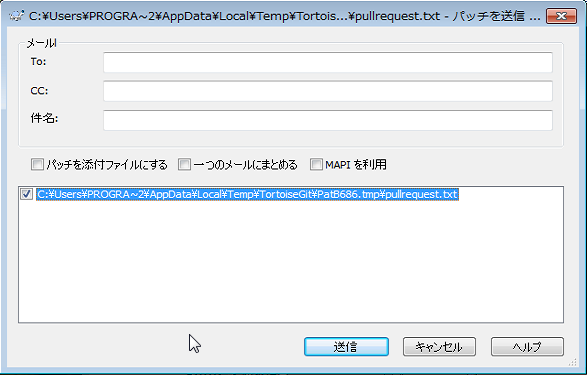 C:¥Users¥PROGRA~2¥AppData¥Local¥Temp¥Tortois...¥pullrequest.txt - パッチを送信 ...
メールI
To:
CC:
件名:
パッチを添付ファイルにする 一つのメールにまとめる MAPI を利用
C:¥Users¥PROGRA~2¥AppData¥Local¥Temp¥TortoiseGit¥PatB686.tmp¥pullrequest.txt
送信 キャンセル ヘルプ